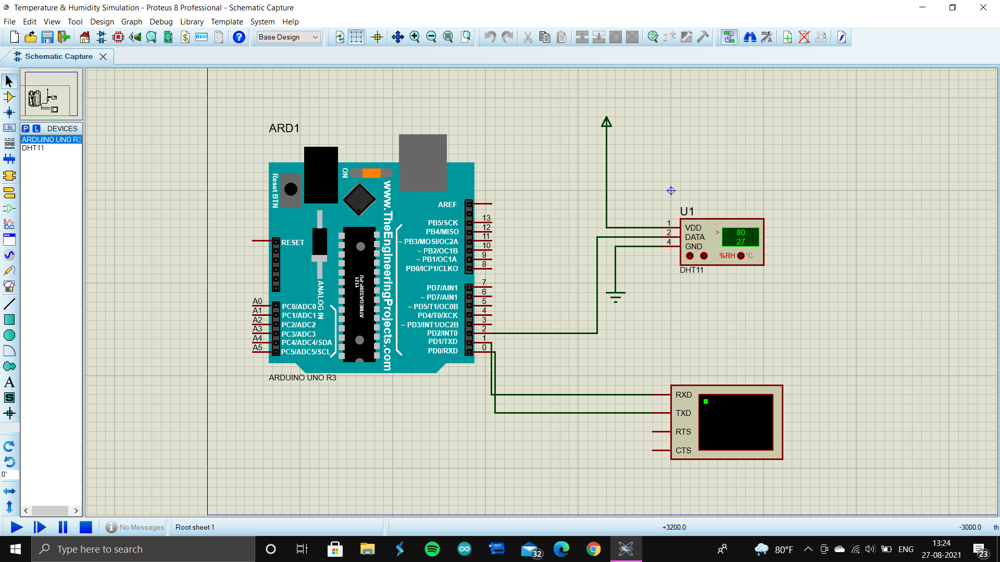 Temperature & Humidity Simulation - Proteus 8 Professional - Schematic Capture
File Edit View Tool Design Graph Debug Library Template System Help
$
0101
?
Base Design
Schematic Capture
P L DEVICES
ARDUINO UNO R3
DHT11
LBL
A
S
0°
ARD1
Reset BTN
ON
www.TheEngineeringProjects.com
AREF
13
PB5/SCK
12
PB4/MISO
11
~ PB3/MOSI/OC2A
10
~ PB2/OC1B
9
~ PB1/OC1A
8
PB0/ICP1/CLKO
RESET
ANALOG IN
1121
ATMEGA328P-PU
7
PD7/AIN1
6
~ PD7/AIN1
5
~ PD5/T1/OC0B
4
PD4/T0/XCK
3
~ PD3/INT1/OC2B
2
PD2/INT0
1
PD1/TXD
0
PD0/RXD
A0 PC0/ADC0
A1 PC1/ADC1
A2 PC2/ADC2
A3 PC3/ADC3
A4 PC4/ADC4/SDA
A5 PC5/ADC5/SCL
ARDUINO UNO R3
U1
1 VDD
2 DATA
4 GND
> 80
27
%RH °C
DHT11
RXD
TXD
RTS
CTS
No Messages
Root sheet 1
+3200.0
-3000.0
th
Type here to search
UNO
32
80°F
ENG
13:24
27-08-2021
23